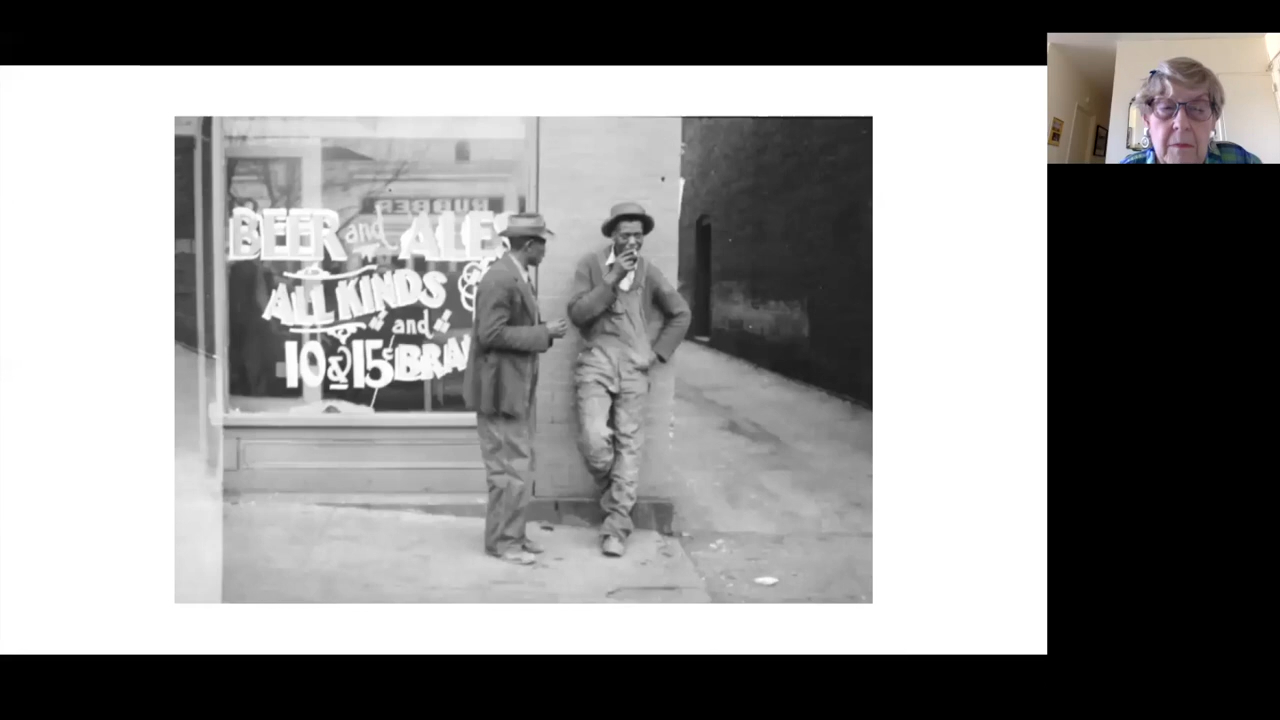 RUBBER
BEER and ALES
ALL KINDS
and
10 & 15¢ BRA